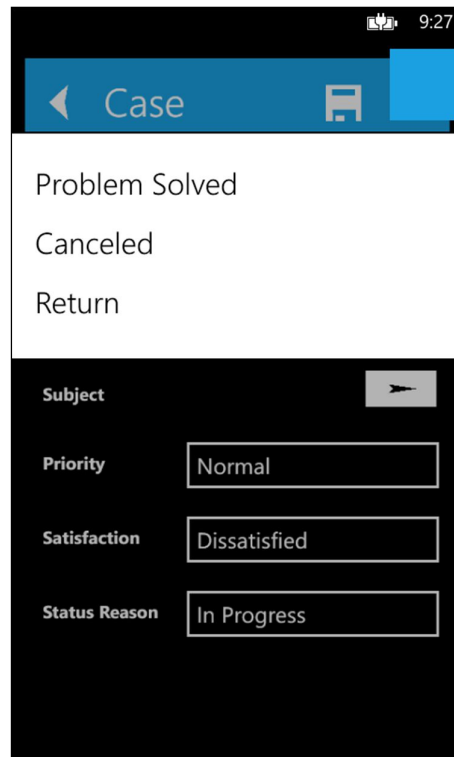 9:27
Case
Problem Solved
Canceled
Return
Subject
Priority Normal
Satisfaction Dissatisfied
Status Reason In Progress